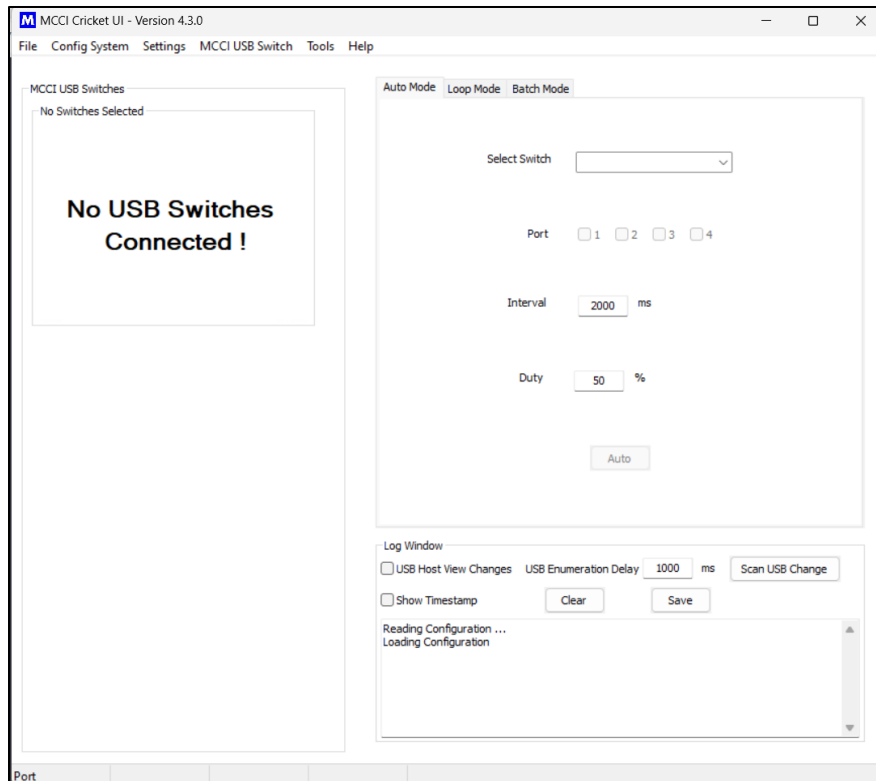 M MCCI Cricket UI - Version 4.3.0
File Config System Settings MCCI USB Switch Tools Help
MCCI USB Switches
No Switches Selected
No USB Switches
Connected !
Auto Mode Loop Mode Batch Mode
Select Switch
Port 1 2 3 4
Interval 2000 ms
Duty 50 %
Auto
Log Window
USB Host View Changes USB Enumeration Delay 1000 ms Scan USB Change
Show Timestamp Clear Save
Reading Configuration ...
Loading Configuration
Port